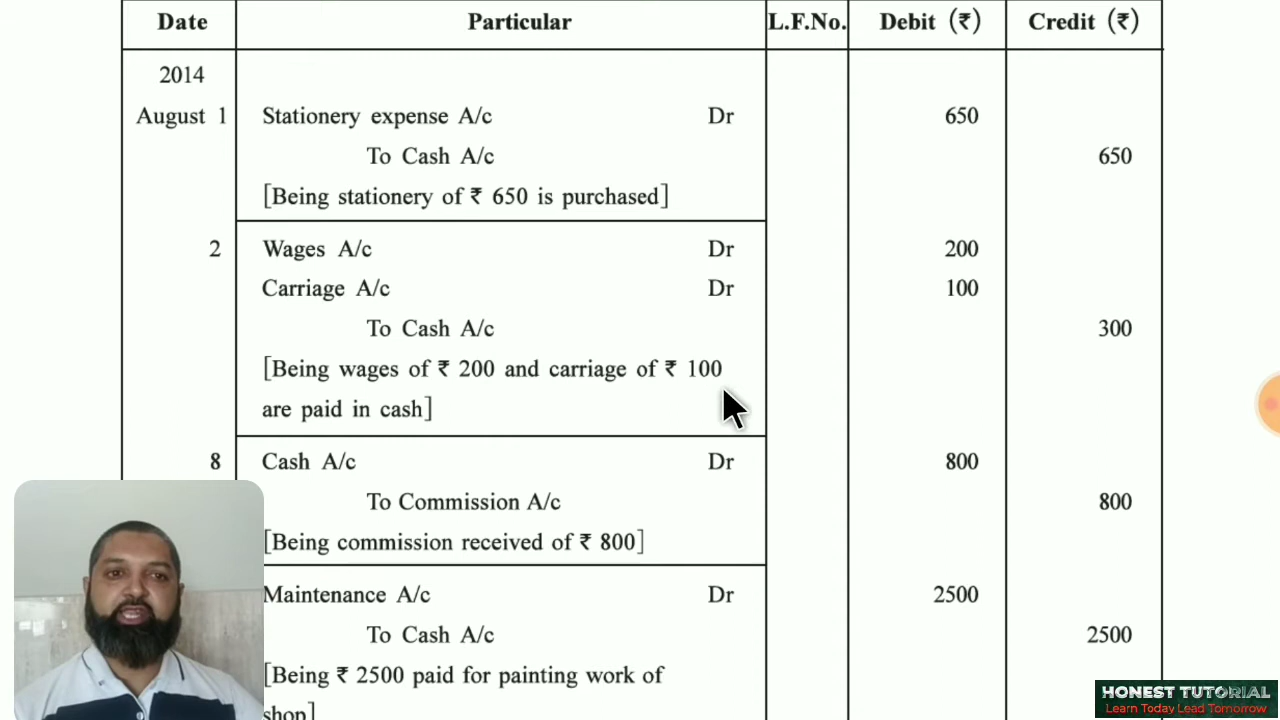 Date Particular L.F.No. Debit (₹) Credit (₹)
2014
August 1 Stationery expense A/c Dr 650
To Cash A/c 650
[Being stationery of ₹ 650 is purchased]
2 Wages A/c Dr 200
Carriage A/c Dr 100
To Cash A/c 300
[Being wages of ₹ 200 and carriage of ₹ 100
are paid in cash]
8 Cash A/c Dr 800
To Commission A/c 800
[Being commission received of ₹ 800]
Maintenance A/c Dr 2500
To Cash A/c 2500
[Being ₹ 2500 paid for painting work of
shop]
HONEST TUTORIAL
Learn Today Lead Tomorrow